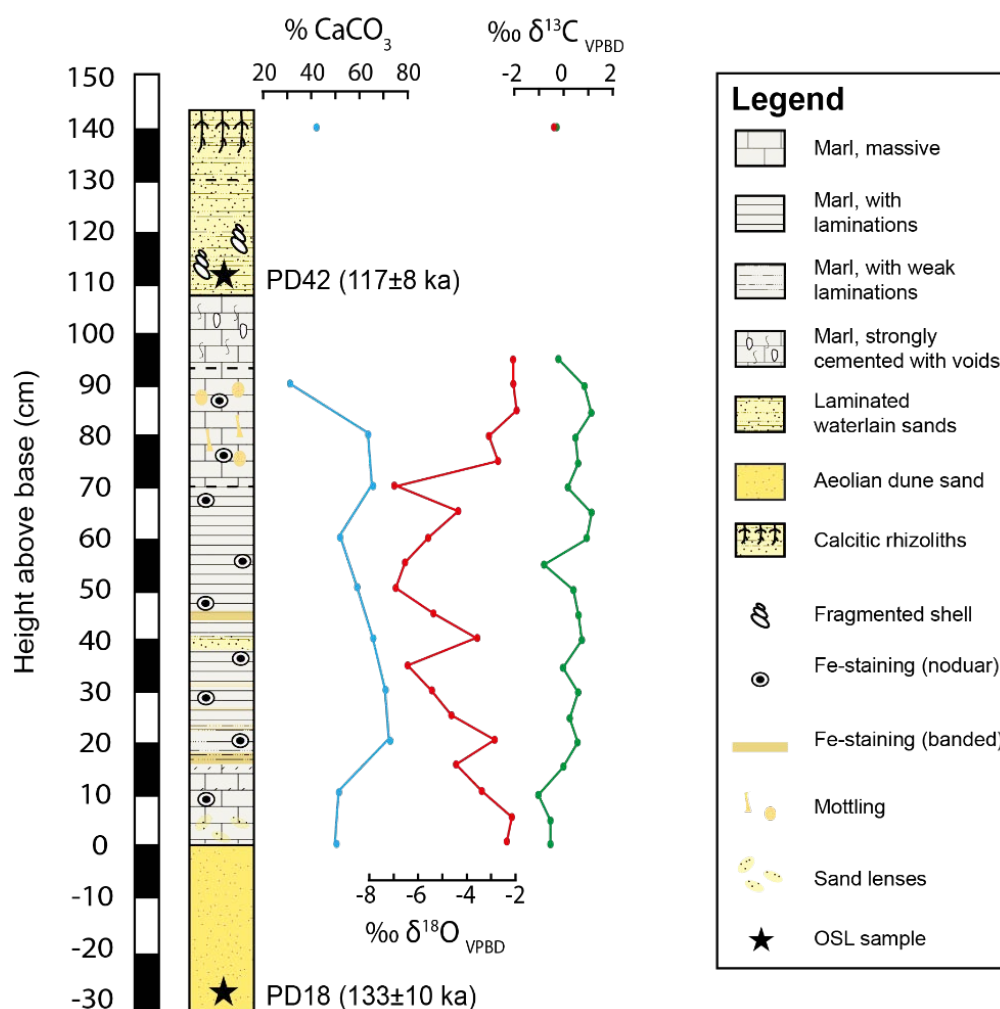 % CaCO₃
20 40 60 80
‰ δ¹³C VPBD
-2 0 2
Height above base (cm)
150
140
130
120
110
100
90
80
70
60
50
40
30
20
10
0
-10
-20
-30
PD42 (117±8 ka)
PD18 (133±10 ka)
-8 -6 -4 -2
‰ δ¹⁸O VPBD
Legend
Marl, massive
Marl, with
laminations
Marl, with weak
laminations
Marl, strongly
cemented with voids
Laminated
waterlain sands
Aeolian dune sand
Calcitic rhizoliths
Fragmented shell
Fe-staining (noduar)
Fe-staining (banded)
Mottling
Sand lenses
OSL sample